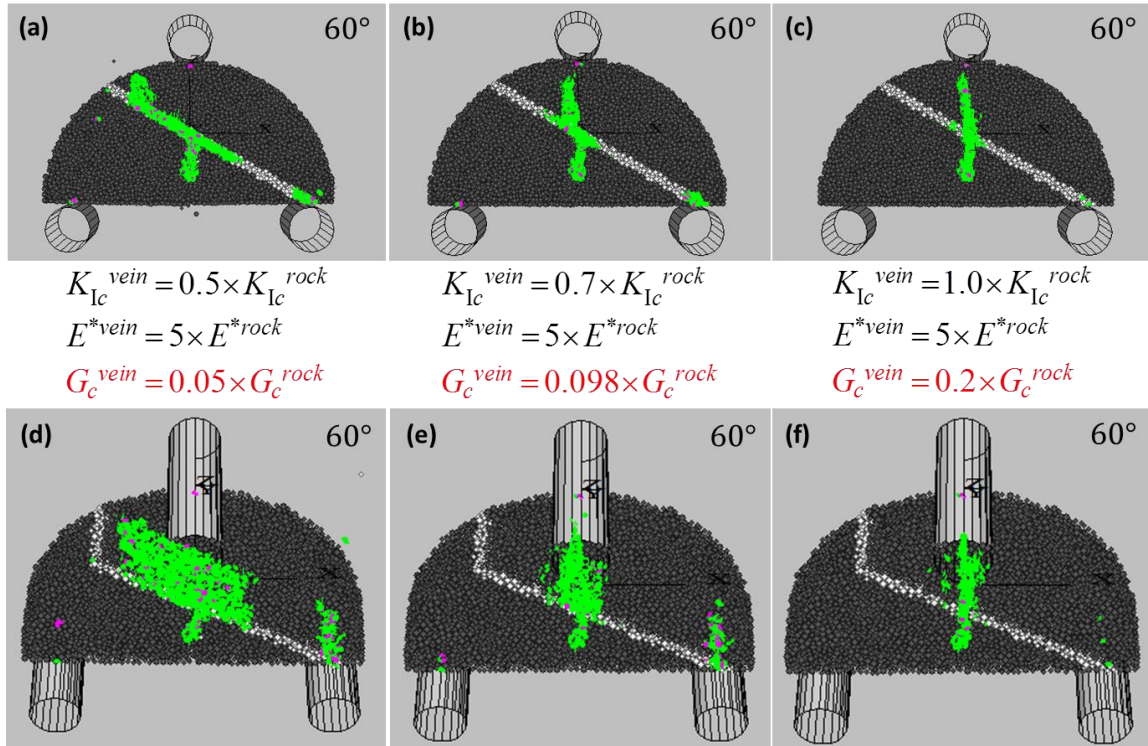 (a) 60° (b) 60° (c) 60°
K_Ic^vein = 0.5 × K_Ic^rock K_Ic^vein = 0.7 × K_Ic^rock K_Ic^vein = 1.0 × K_Ic^rock
E*vein = 5 × E*rock E*vein = 5 × E*rock E*vein = 5 × E*rock
G_c^vein = 0.05 × G_c^rock G_c^vein = 0.098 × G_c^rock G_c^vein = 0.2 × G_c^rock
(d) 60° (e) 60° (f) 60°